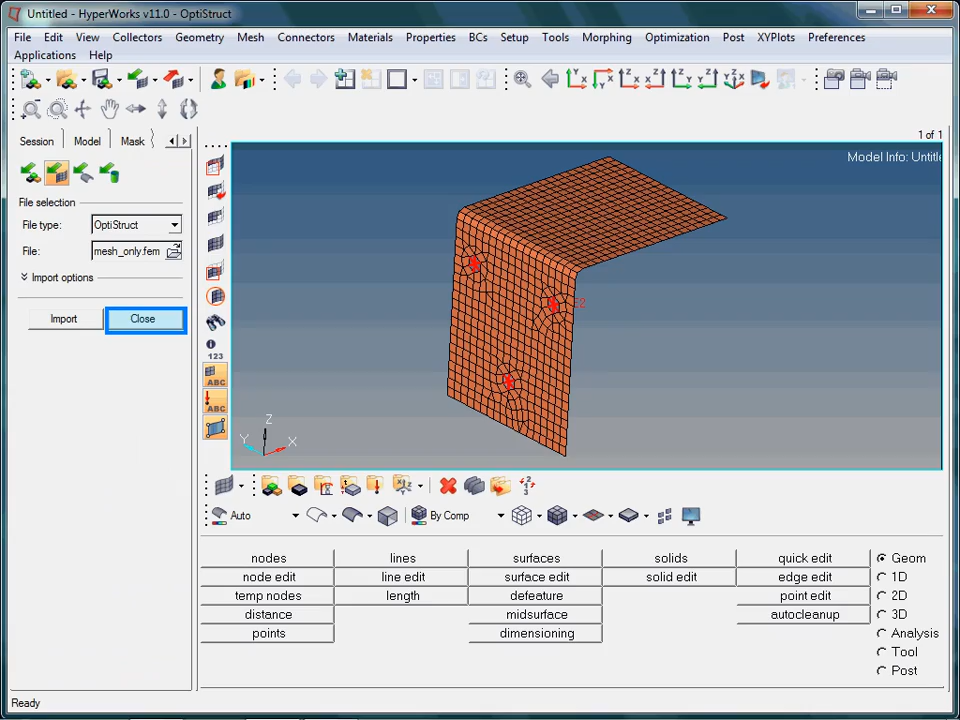 Untitled - HyperWorks v11.0 - OptiStruct
File Edit View Collectors Geometry Mesh Connectors Materials Properties BCs Setup Tools Morphing Optimization Post XYPlots Preferences
Applications Help
1 of 1
Session Model Mask
Model Info: Untitle
File selection
File type: OptiStruct
File: mesh_only.fem
Import options
Import Close
123
ABC
ABC
Z
Y X
Auto By Comp
nodes lines surfaces solids quick edit Geom
node edit line edit surface edit solid edit edge edit 1D
temp nodes length defeature point edit 2D
distance midsurface autocleanup 3D
points dimensioning Analysis
Tool
Post
Ready